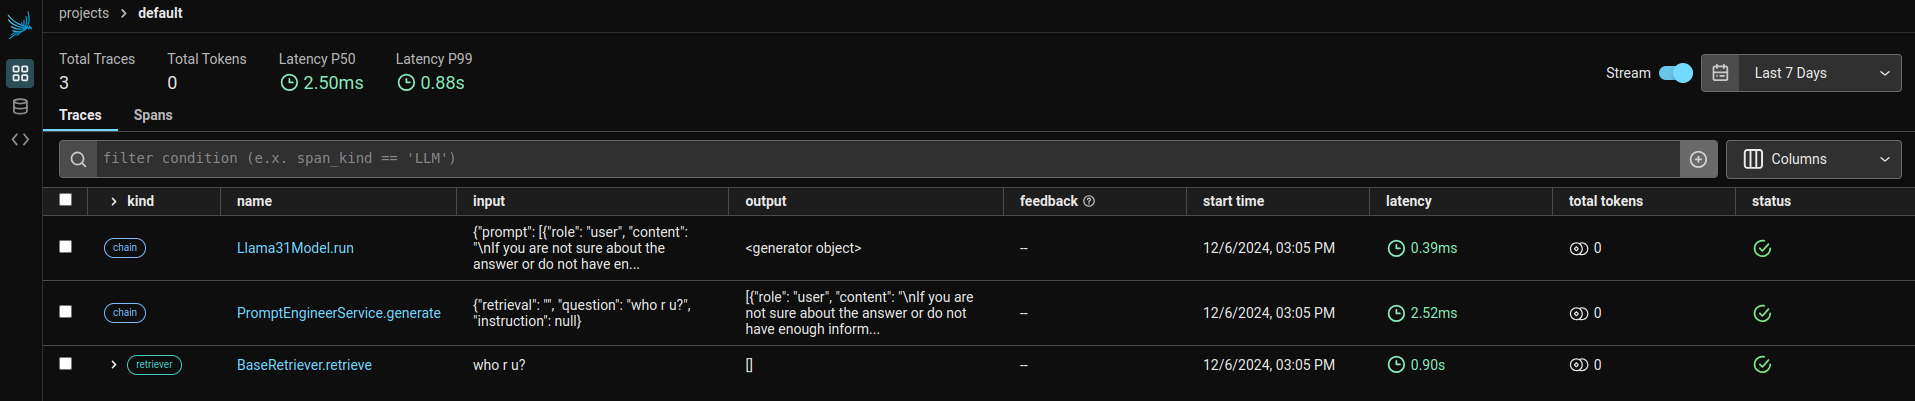 projects > default
Total Traces Total Tokens Latency P50 Latency P99
3 0 2.50ms 0.88s
Stream Last 7 Days
Traces Spans
filter condition (e.x. span_kind == 'LLM')
Columns
kind name input output feedback start time latency total tokens status
chain Llama31Model.run
{"prompt": [{"role": "user", "content":
"\nIf you are not sure about the
answer or do not have en...
<generator object> -- 12/6/2024, 03:05 PM 0.39ms 0
chain PromptEngineerService.generate
{"retrieval": "", "question": "who r u?",
"instruction": null}
[{"role": "user", "content": "\nIf you are
not sure about the answer or do not
have enough inform...
-- 12/6/2024, 03:05 PM 2.52ms 0
retriever BaseRetriever.retrieve who r u? [] -- 12/6/2024, 03:05 PM 0.90s 0